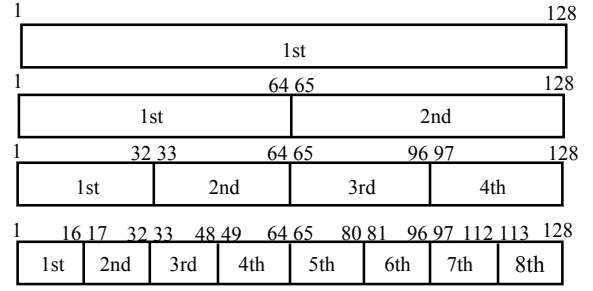 1 128
1st
1 64 65 128
1st 2nd
1 32 33 64 65 96 97 128
1st 2nd 3rd 4th
1 16 17 32 33 48 49 64 65 80 81 96 97 112 113 128
1st 2nd 3rd 4th 5th 6th 7th 8th